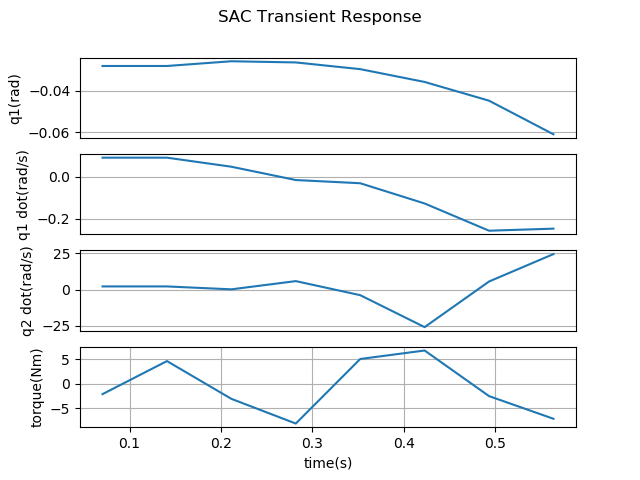 SAC Transient Response
q1(rad)
−0.04
−0.06
q1 dot(rad/s)
0.0
−0.2
q2 dot(rad/s)
25
0
−25
torque(Nm)
5
0
−5
0.1 0.2 0.3 0.4 0.5
time(s)